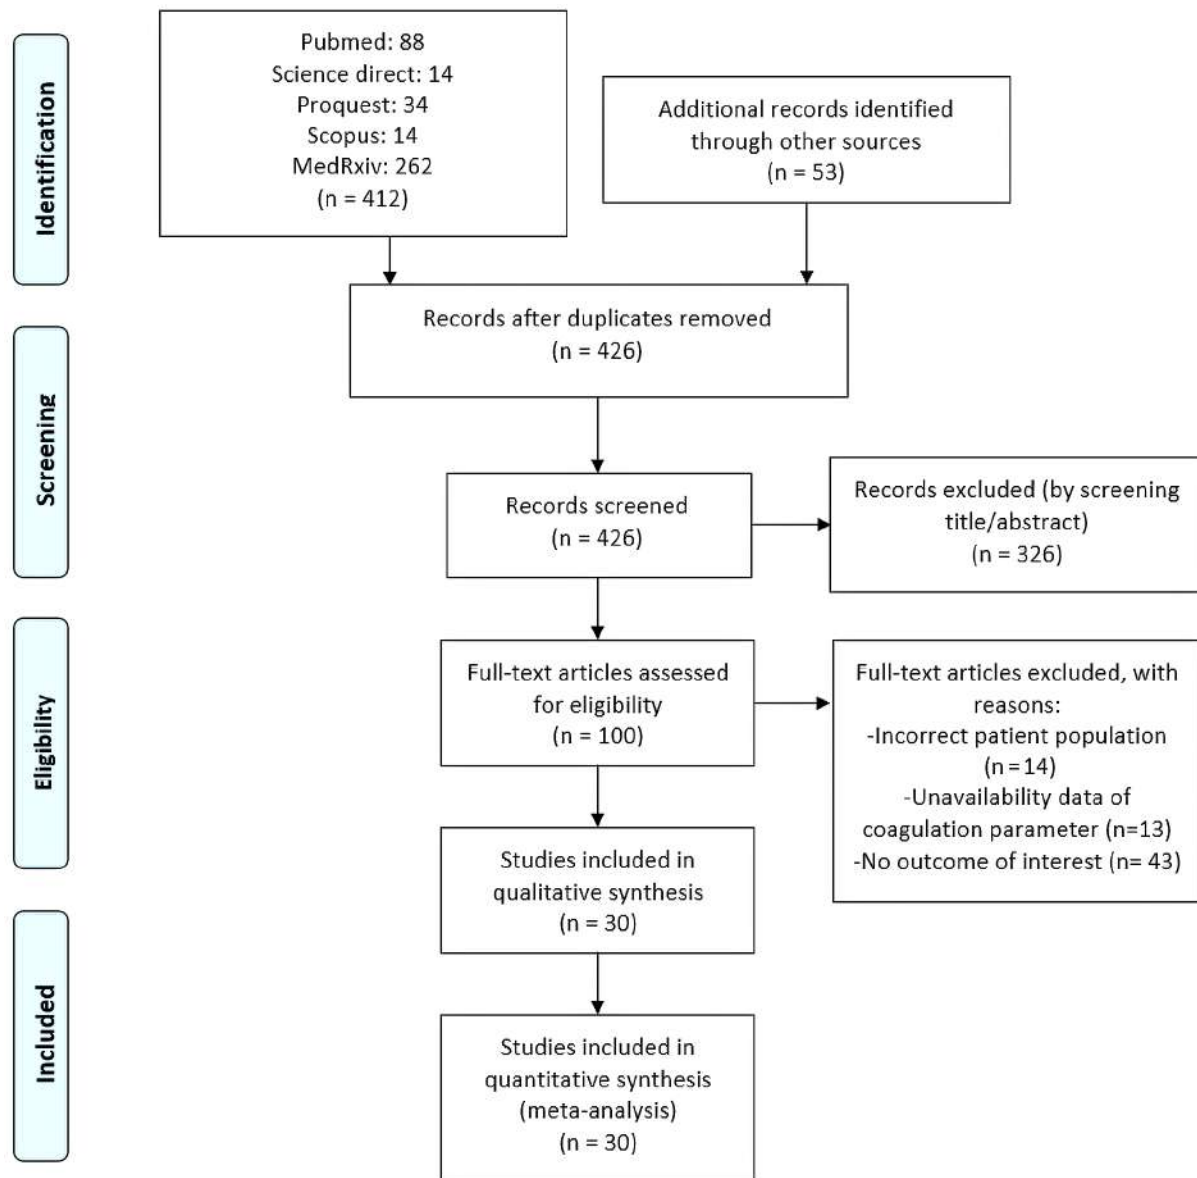 Identification
Pubmed: 88
Science direct: 14
Proquest: 34
Scopus: 14
MedRxiv: 262
(n = 412)
Additional records identified
through other sources
(n = 53)
Records after duplicates removed
(n = 426)
Screening
Records screened
(n = 426)
Records excluded (by screening
title/abstract)
(n = 326)
Eligibility
Full-text articles assessed
for eligibility
(n = 100)
Full-text articles excluded, with
reasons:
-Incorrect patient population
(n = 14)
-Unavailability data of
coagulation parameter (n=13)
-No outcome of interest (n= 43)
Studies included in
qualitative synthesis
(n = 30)
Included
Studies included in
quantitative synthesis
(meta-analysis)
(n = 30)